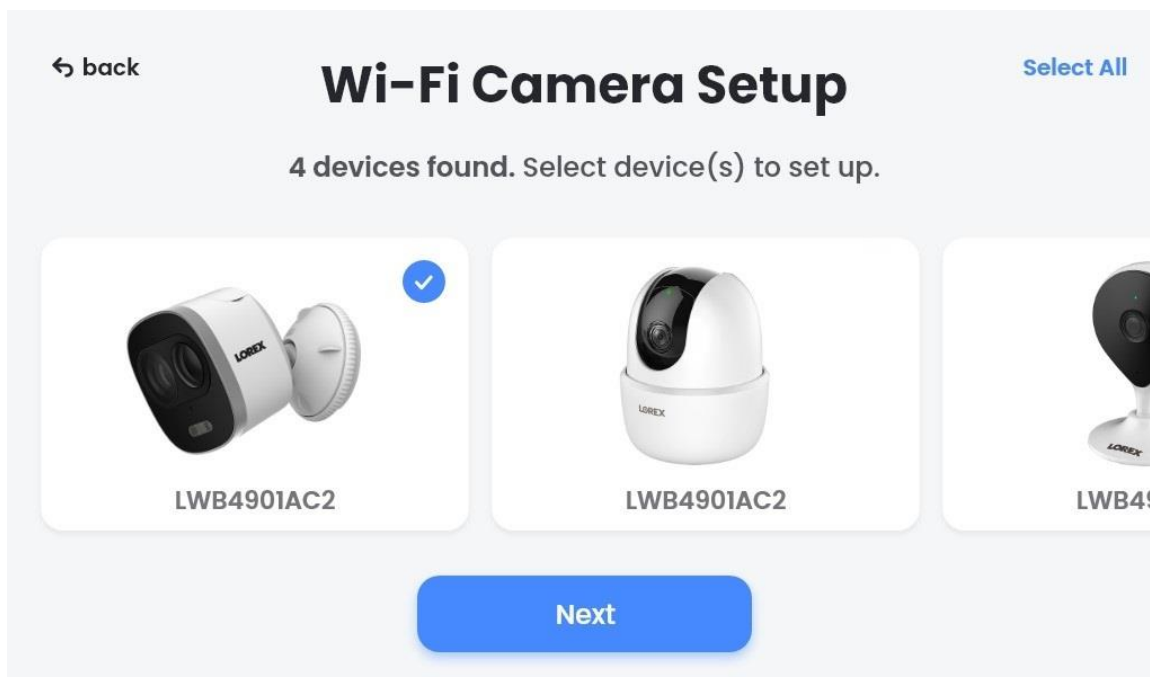 back
Wi-Fi Camera Setup
Select All
4 devices found. Select device(s) to set up.
LOREX
LOREX
LOREX
LWB4901AC2
LWB4901AC2
LWB49
Next